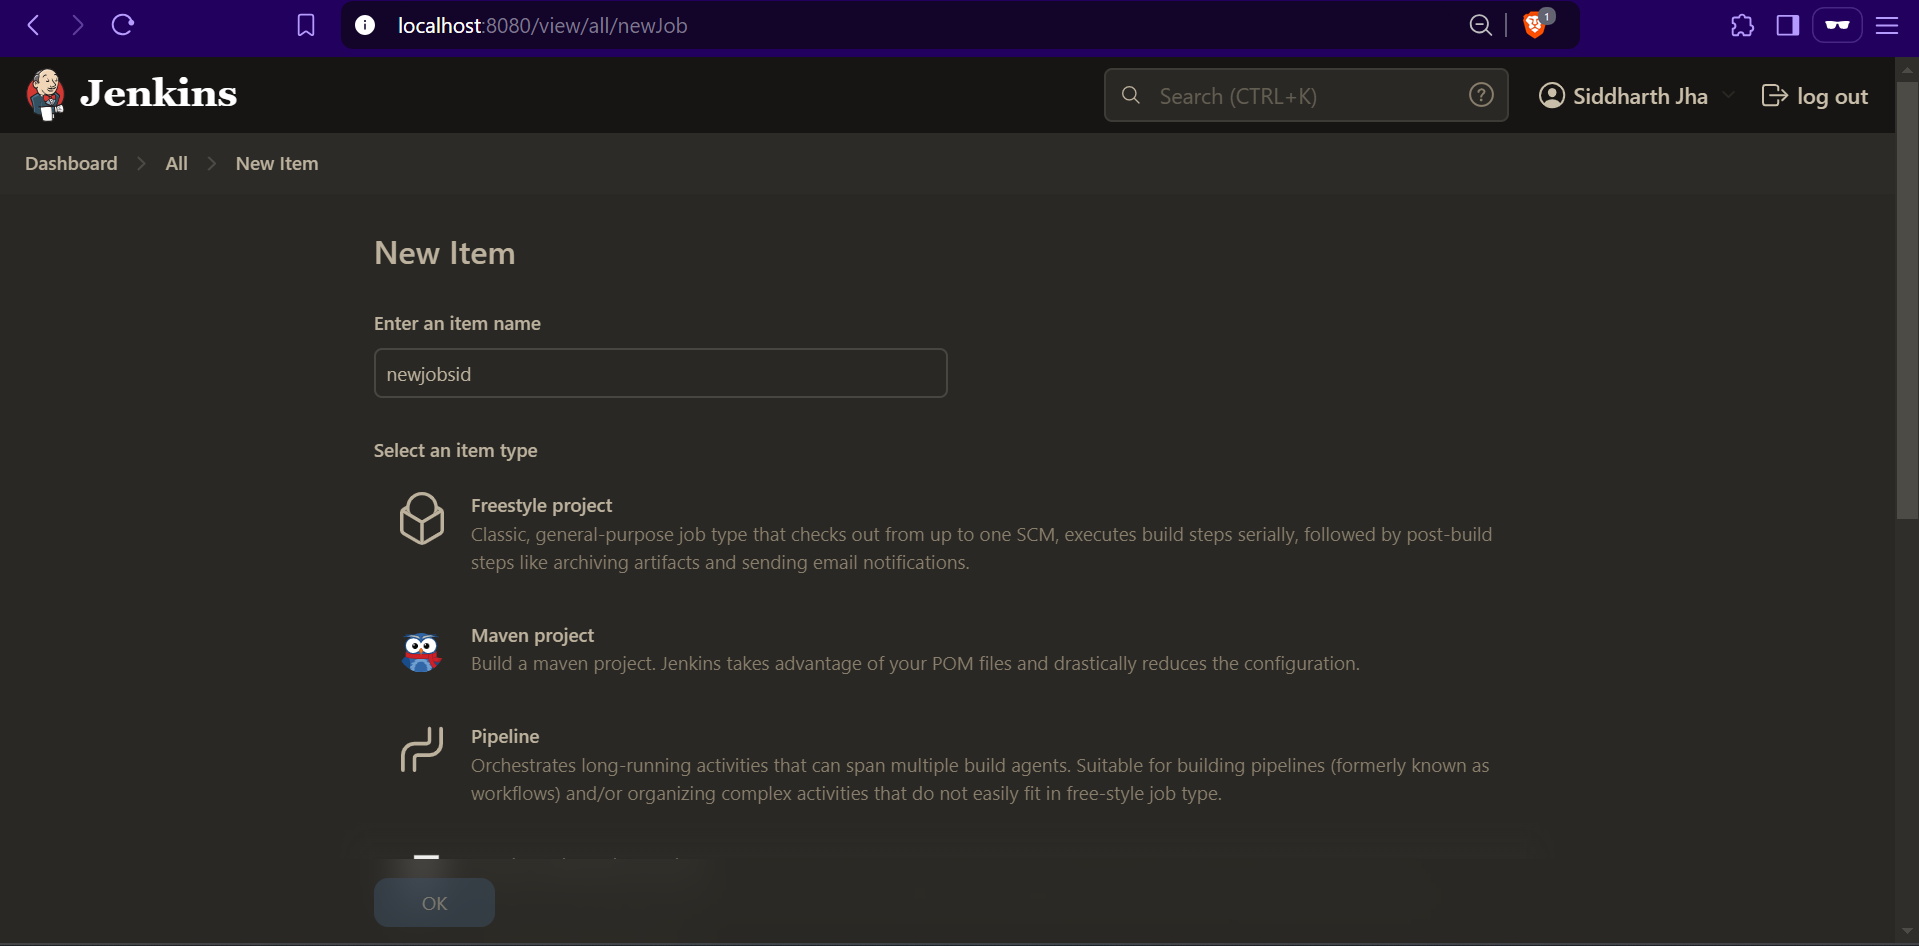 localhost:8080/view/all/newJob
1
Jenkins
Search (CTRL+K)
?
Siddharth Jha
log out
Dashboard
All
New Item
New Item
Enter an item name
newjobsid
Select an item type
Freestyle project
Classic, general-purpose job type that checks out from up to one SCM, executes build steps serially, followed by post-build
steps like archiving artifacts and sending email notifications.
Maven project
Build a maven project. Jenkins takes advantage of your POM files and drastically reduces the configuration.
Pipeline
Orchestrates long-running activities that can span multiple build agents. Suitable for building pipelines (formerly known as
workflows) and/or organizing complex activities that do not easily fit in free-style job type.
OK